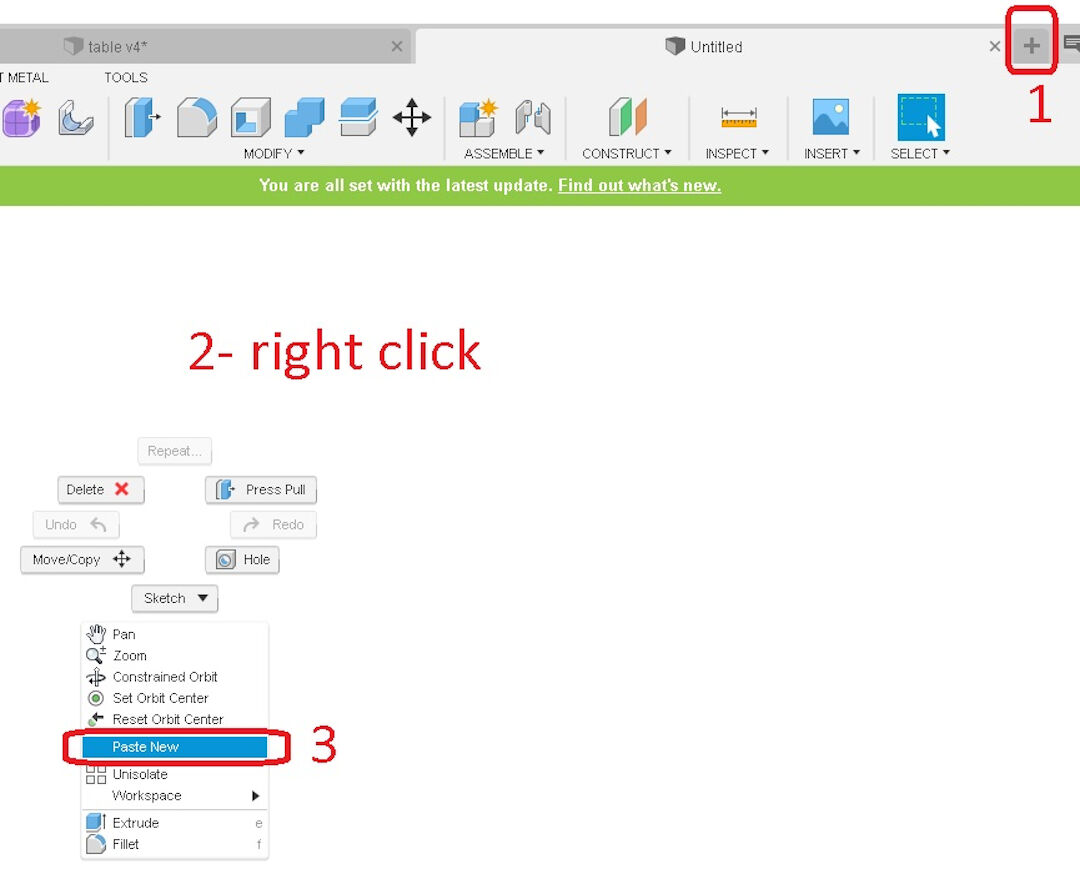 table v4*
Untitled
1
T METAL TOOLS
MODIFY ASSEMBLE CONSTRUCT INSPECT INSERT SELECT
You are all set with the latest update. Find out what's new.
2- right click
Repeat...
Delete Press Pull
Undo Redo
Move/Copy Hole
Sketch
Pan
Zoom
Constrained Orbit
Set Orbit Center
Reset Orbit Center
Paste New 3
Unisolate
Workspace
Extrude e
Fillet f